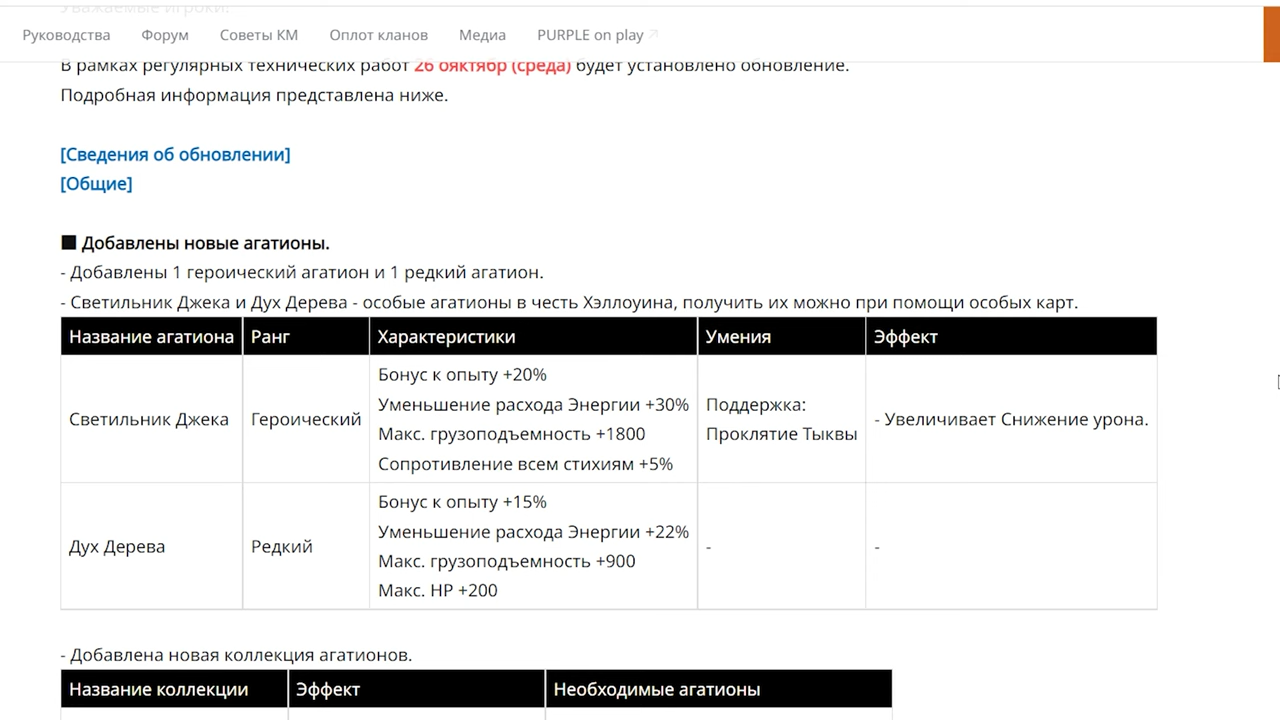 Уважаемые игроки!
Руководства Форум Советы КМ Оплот кланов Медиа PURPLE on play
В рамках регулярных технических работ 26 ояктябр (среда) будет установлено обновление.
Подробная информация представлена ниже.
[Сведения об обновлении]
[Общие]
■ Добавлены новые агатионы.
- Добавлены 1 героический агатион и 1 редкий агатион.
- Светильник Джека и Дух Дерева - особые агатионы в честь Хэллоуина, получить их можно при помощи особых карт.
Название агатиона Ранг Характеристики Умения Эффект
Бонус к опыту +20%
Уменьшение расхода Энергии +30%
Макс. грузоподъемность +1800
Сопротивление всем стихиям +5%
Светильник Джека Героический
Поддержка:
Проклятие Тыквы
- Увеличивает Снижение урона.
Бонус к опыту +15%
Уменьшение расхода Энергии +22%
Макс. грузоподъемность +900
Макс. HP +200
Дух Дерева Редкий - -
- Добавлена новая коллекция агатионов.
Название коллекции Эффект Необходимые агатионы